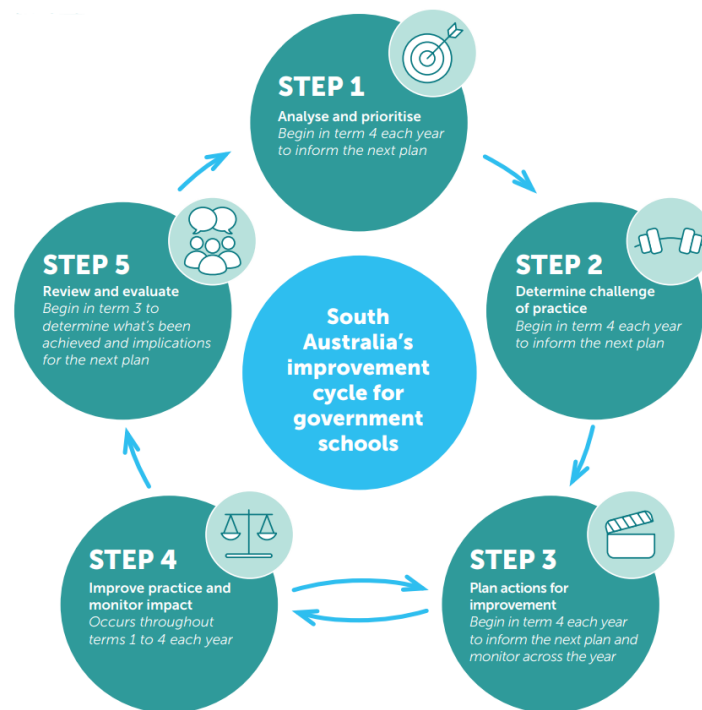 STEP 1
Analyse and prioritise
Begin in term 4 each year
to inform the next plan
STEP 2
Determine challenge
of practice
Begin in term 4 each year
to inform the next plan
STEP 3
Plan actions for
improvement
Begin in term 4 each year
to inform the next plan and
monitor across the year
STEP 4
Improve practice and
monitor impact
Occurs throughout
terms 1 to 4 each year
STEP 5
Review and evaluate
Begin in term 3 to
determine what's been
achieved and implications
for the next plan
South
Australia's
improvement
cycle for
government
schools